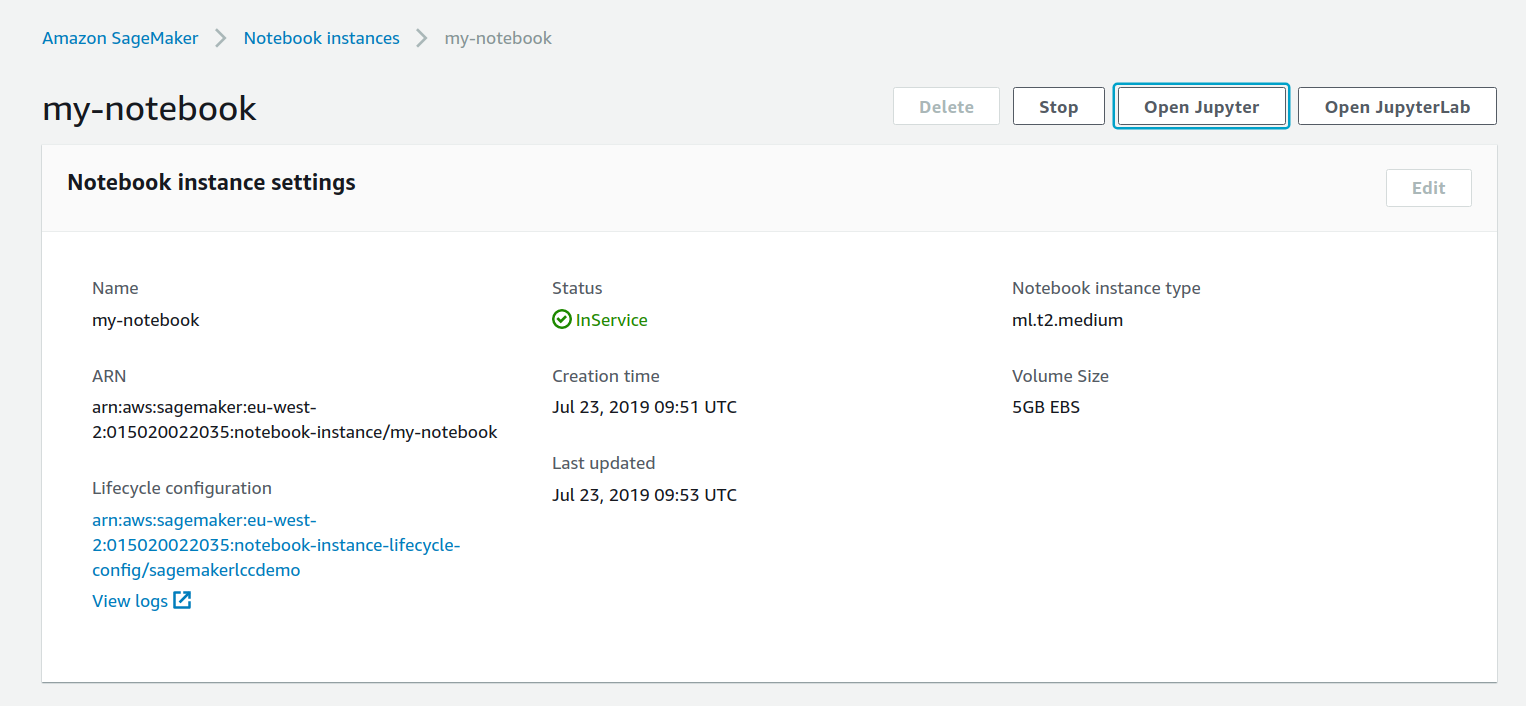 Amazon SageMaker > Notebook instances > my-notebook
my-notebook
Delete
Stop
Open Jupyter
Open JupyterLab
Notebook instance settings
Edit
Name
my-notebook
ARN
arn:aws:sagemaker:eu-west-
2:015020022035:notebook-instance/my-notebook
Lifecycle configuration
arn:aws:sagemaker:eu-west-
2:015020022035:notebook-instance-lifecycle-
config/sagemakerlccdemo
View logs
Status
InService
Creation time
Jul 23, 2019 09:51 UTC
Last updated
Jul 23, 2019 09:53 UTC
Notebook instance type
ml.t2.medium
Volume Size
5GB EBS